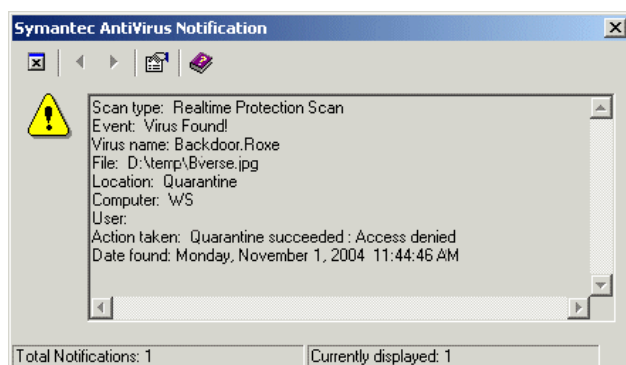 Symantec AntiVirus Notification
Scan type: Realtime Protection Scan
Event: Virus Found!
Virus name: Backdoor.Roxe
File: D:\temp\Bverse.jpg
Location: Quarantine
Computer: WS
User:
Action taken: Quarantine succeeded : Access denied
Date found: Monday, November 1, 2004 11:44:46 AM
Total Notifications: 1
Currently displayed: 1